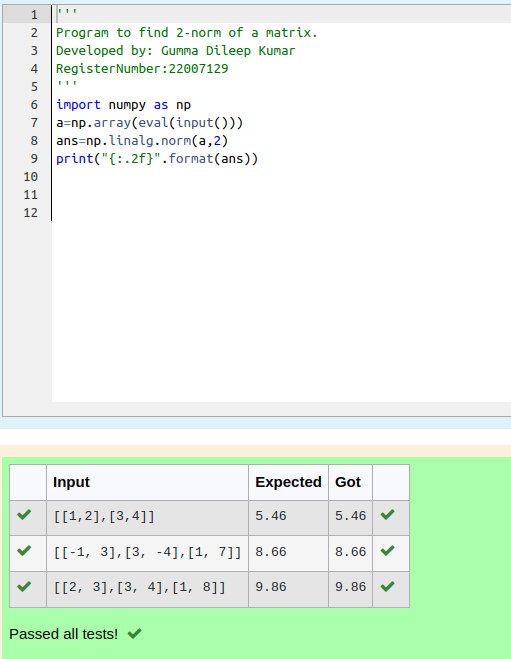 1 '''
2 Program to find 2-norm of a matrix.
3 Developed by: Gumma Dileep Kumar
4 RegisterNumber:22007129
5 '''
6 import numpy as np
7 a=np.array(eval(input()))
8 ans=np.linalg.norm(a,2)
9 print("{:.2f}".format(ans))
10
11
12
Input Expected Got
[[1,2],[3,4]] 5.46 5.46
[[-1, 3],[3, -4],[1, 7]] 8.66 8.66
[[2, 3],[3, 4],[1, 8]] 9.86 9.86
Passed all tests!